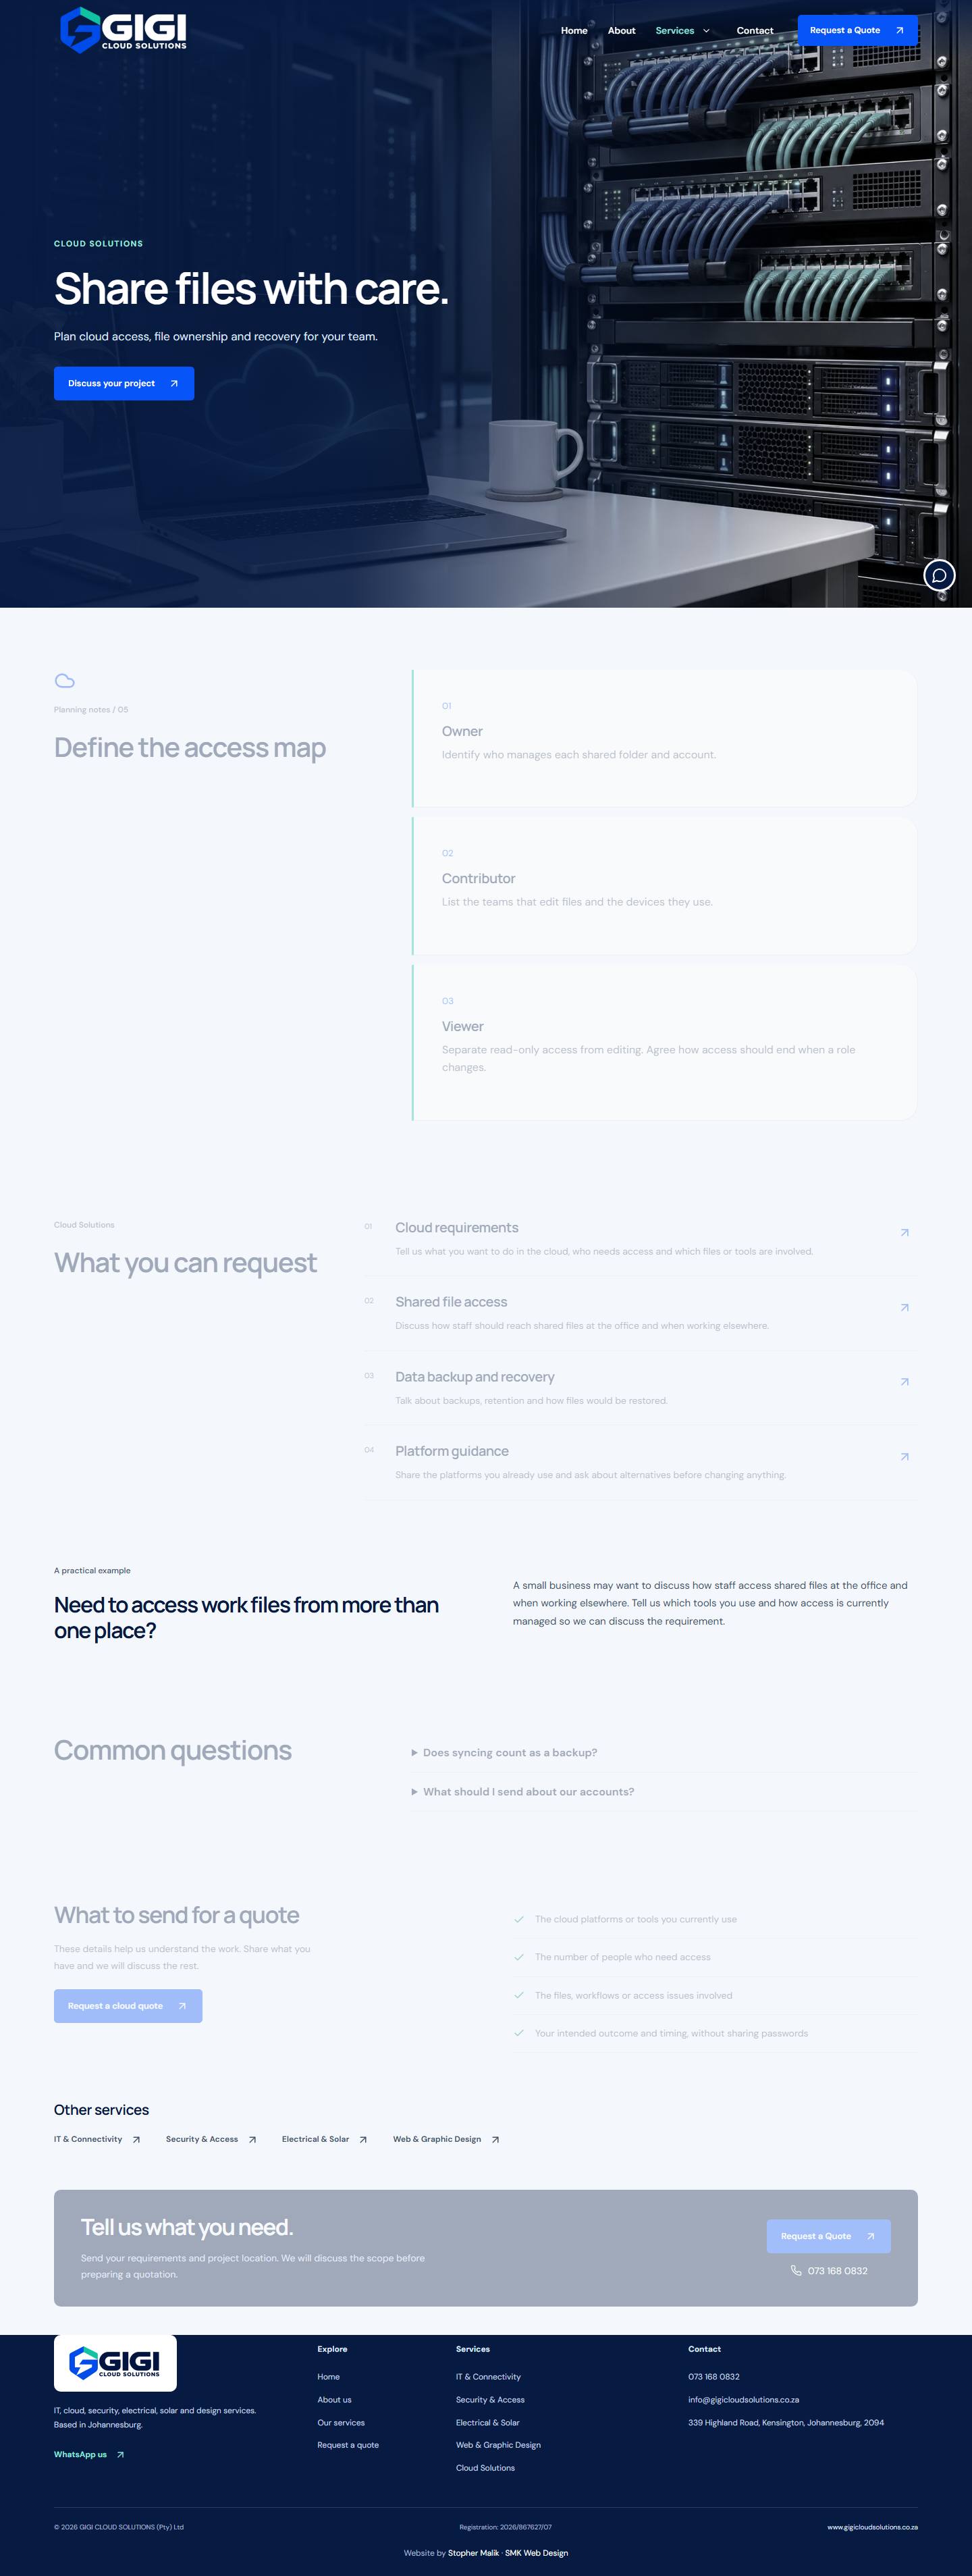 GIGI
CLOUD SOLUTIONS
Home
About
Services
Contact
Request a Quote
CLOUD SOLUTIONS
Share files with care.
Plan cloud access, file ownership and recovery for your team.
Discuss your project
Planning notes / 05
Define the access map
01
Owner
Identify who manages each shared folder and account.
02
Contributor
List the teams that edit files and the devices they use.
03
Viewer
Separate read-only access from editing. Agree how access should end when a role
changes.
Cloud Solutions
What you can request
01
Cloud requirements
Tell us what you want to do in the cloud, who needs access and which files or tools are involved.
02
Shared file access
Discuss how staff should reach shared files at the office and when working elsewhere.
03
Data backup and recovery
Talk about backups, retention and how files would be restored.
04
Platform guidance
Share the platforms you already use and ask about alternatives before changing anything.
A practical example
Need to access work files from more than
one place?
A small business may want to discuss how staff access shared files at the office and
when working elsewhere. Tell us which tools you use and how access is currently
managed so we can discuss the requirement.
Common questions
Does syncing count as a backup?
What should I send about our accounts?
What to send for a quote
These details help us understand the work. Share what you
have and we will discuss the rest.
Request a cloud quote
The cloud platforms or tools you currently use
The number of people who need access
The files, workflows or access issues involved
Your intended outcome and timing, without sharing passwords
Other services
IT & Connectivity
Security & Access
Electrical & Solar
Web & Graphic Design
Tell us what you need.
Send your requirements and project location. We will discuss the scope before
preparing a quotation.
Request a Quote
073 168 0832
GIGI
CLOUD SOLUTIONS
IT, cloud, security, electrical, solar and design services.
Based in Johannesburg.
WhatsApp us
Explore
Home
About us
Our services
Request a quote
Services
IT & Connectivity
Security & Access
Electrical & Solar
Web & Graphic Design
Cloud Solutions
Contact
073 168 0832
info@gigicloudsolutions.co.za
339 Highland Road, Kensington, Johannesburg, 2094
© 2026 GIGI CLOUD SOLUTIONS (Pty) Ltd
Registration: 2026/867627/07
www.gigicloudsolutions.co.za
Website by Stopher Malik · SMK Web Design